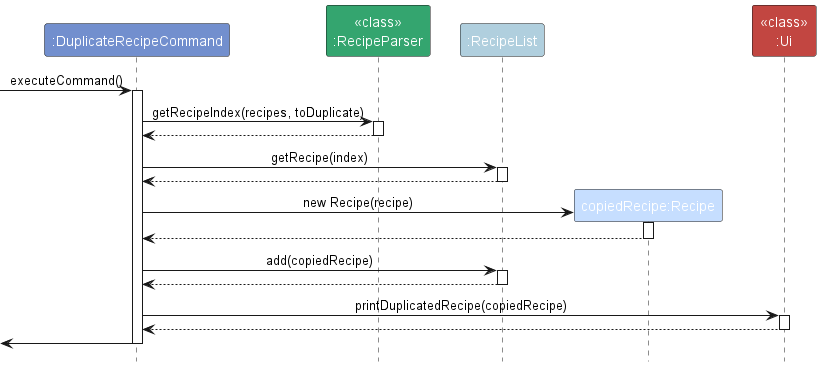 «class»
:RecipeParser
«class»
:Ui
:DuplicateRecipeCommand
:RecipeList
executeCommand()
getRecipeIndex(recipes, toDuplicate)
getRecipe(index)
new Recipe(recipe)
copiedRecipe:Recipe
add(copiedRecipe)
printDuplicatedRecipe(copiedRecipe)